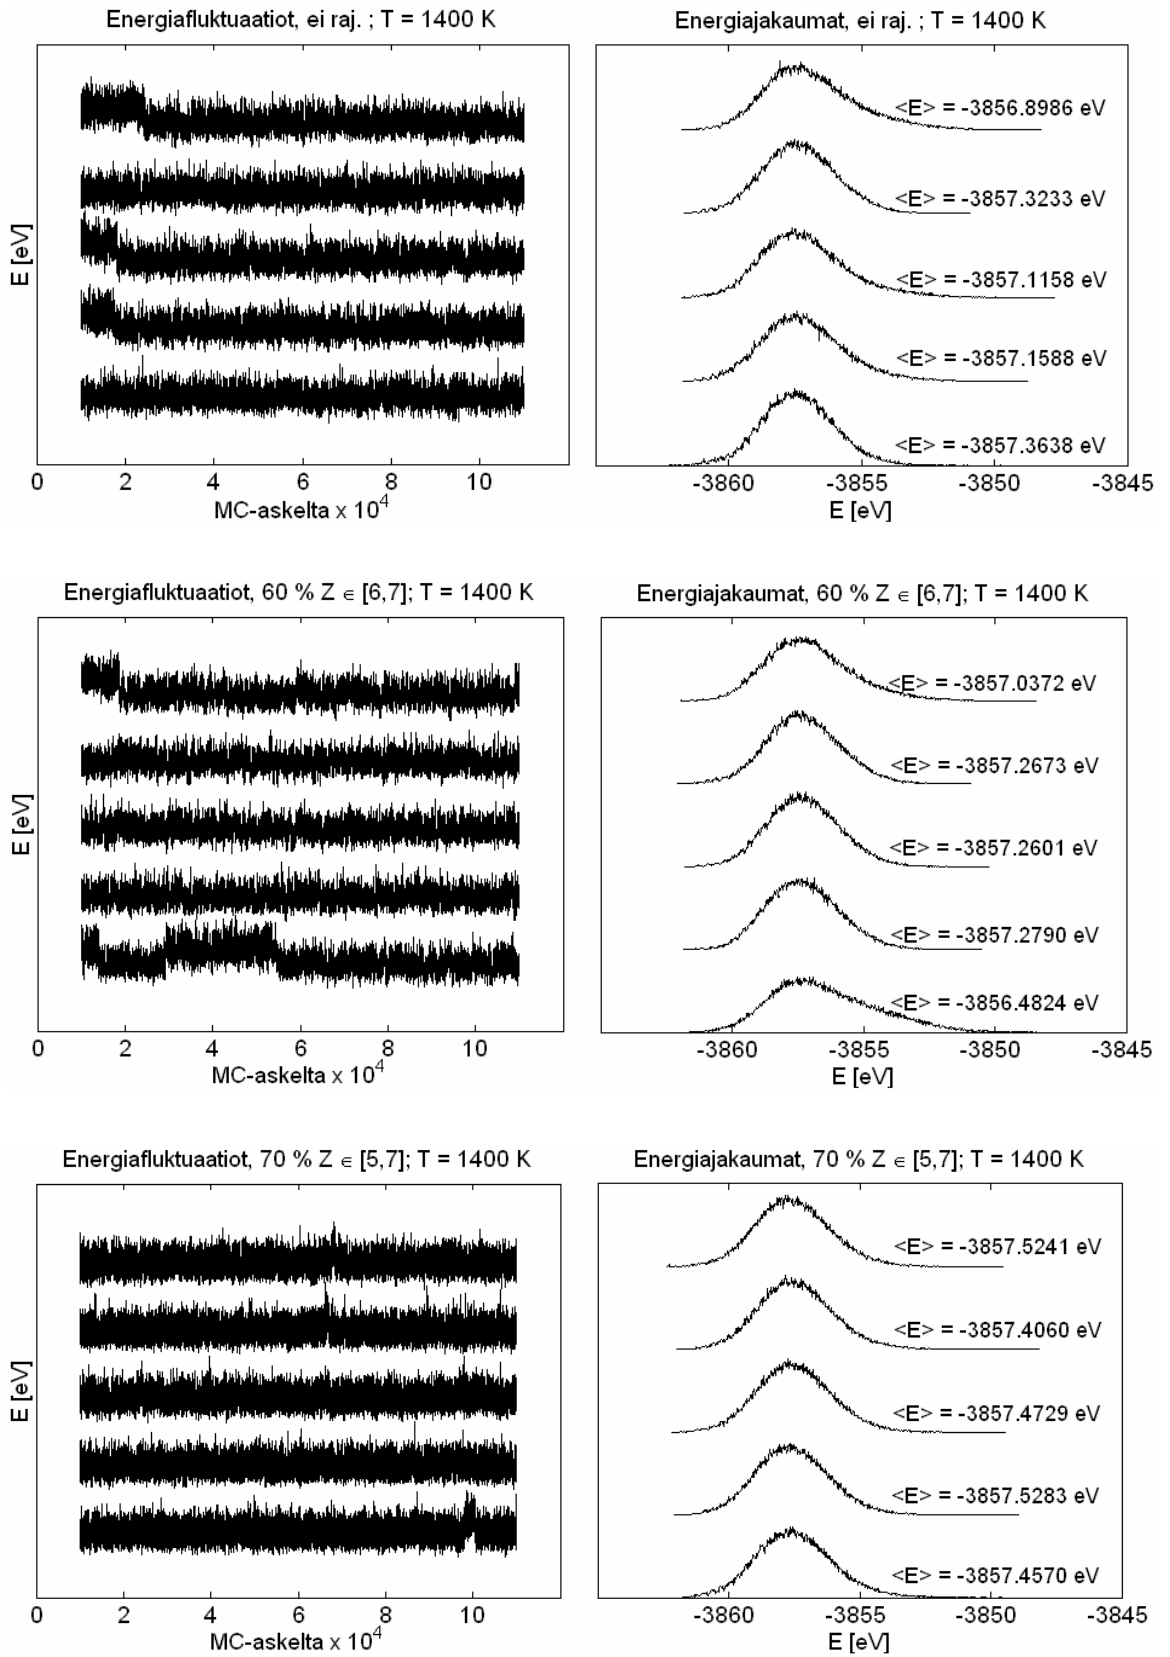 Energiafluktuaatiot, ei raj. ; T = 1400 K
E [eV]
0 2 4 6 8 10
MC-askelta x 10^4
Energiajakaumat, ei raj. ; T = 1400 K
<E> = -3856.8986 eV
<E> = -3857.3233 eV
<E> = -3857.1158 eV
<E> = -3857.1588 eV
<E> = -3857.3638 eV
-3860 -3855 -3850 -3845
E [eV]
Energiafluktuaatiot, 60 % Z ∈ [6,7]; T = 1400 K
E [eV]
0 2 4 6 8 10
MC-askelta x 10^4
Energiajakaumat, 60 % Z ∈ [6,7]; T = 1400 K
<E> = -3857.0372 eV
<E> = -3857.2673 eV
<E> = -3857.2601 eV
<E> = -3857.2790 eV
<E> = -3856.4824 eV
-3860 -3855 -3850 -3845
E [eV]
Energiafluktuaatiot, 70 % Z ∈ [5,7]; T = 1400 K
E [eV]
0 2 4 6 8 10
MC-askelta x 10^4
Energiajakaumat, 70 % Z ∈ [5,7]; T = 1400 K
<E> = -3857.5241 eV
<E> = -3857.4060 eV
<E> = -3857.4729 eV
<E> = -3857.5283 eV
<E> = -3857.4570 eV
-3860 -3855 -3850 -3845
E [eV]